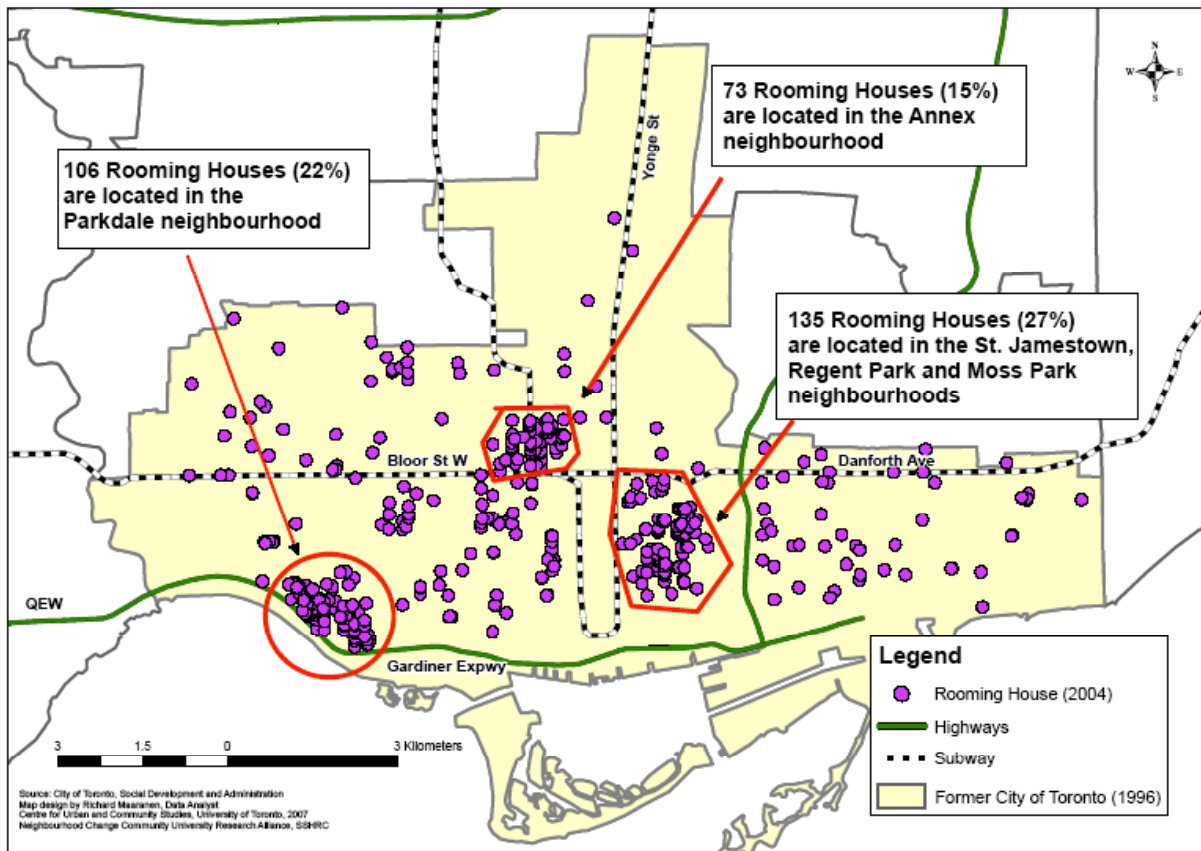 N
W E
S
73 Rooming Houses (15%)
are located in the Annex
neighbourhood
Yonge St
106 Rooming Houses (22%)
are located in the
Parkdale neighbourhood
135 Rooming Houses (27%)
are located in the St. Jamestown,
Regent Park and Moss Park
neighbourhoods
Bloor St W
Danforth Ave
QEW
Gardiner Expwy
Legend
Rooming House (2004)
Highways
Subway
Former City of Toronto (1996)
3 1.5 0 3 Kilometers
Source: City of Toronto, Social Development and Administration
Map design by Richard Maaranen, Data Analyst
Centre for Urban and Community Studies, University of Toronto, 2007
Neighbourhood Change Community University Research Alliance, SSHRC